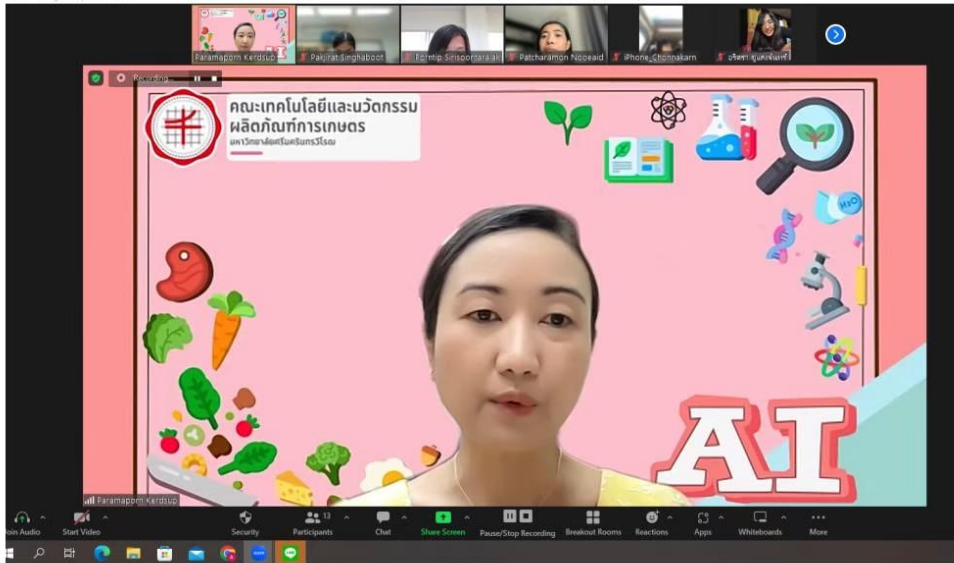 Paramaporn Kerdsup
Pakjirat Singhaboot
Patcharamon Nooeaid
iPhone_Chonnakarn
Recording...
คณะเทคโนโลยีและนวัตกรรม
ผลิตภัณฑ์การเกษตร
มหาวิทยาลัยศรีนครินทรวิโรฒ
H2O
AI
Paramaporn Kerdsup
Join Audio
Start Video
Security
13
Participants
Chat
Share Screen
Pause/Stop Recording
Breakout Rooms
Reactions
Apps
Whiteboards
More